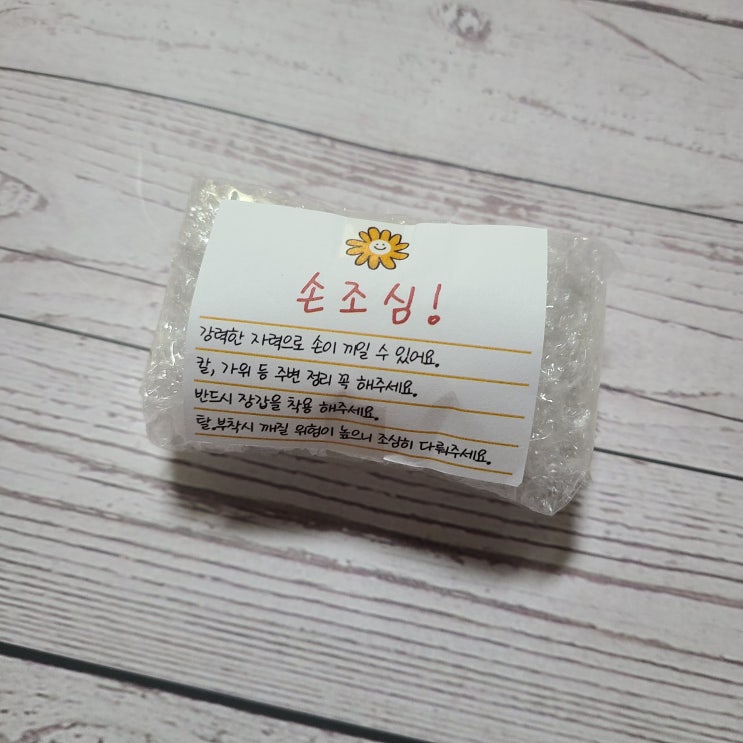 손조심!
강력한 자력으로 손이 끼일 수 있어요.
칼, 가위 등 주변 정리 꼭 해주세요.
반드시 장갑을 착용 해주세요.
탈.부착시 깨질 위험이 높으니 조심히 다뤄주세요.